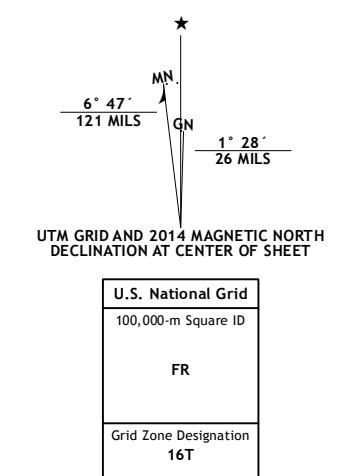 ★
MN
6° 47´
121 MILS
GN
1° 28´
26 MILS
UTM GRID AND 2014 MAGNETIC NORTH
DECLINATION AT CENTER OF SHEET
U.S. National Grid
100,000-m Square ID
FR
Grid Zone Designation
16T